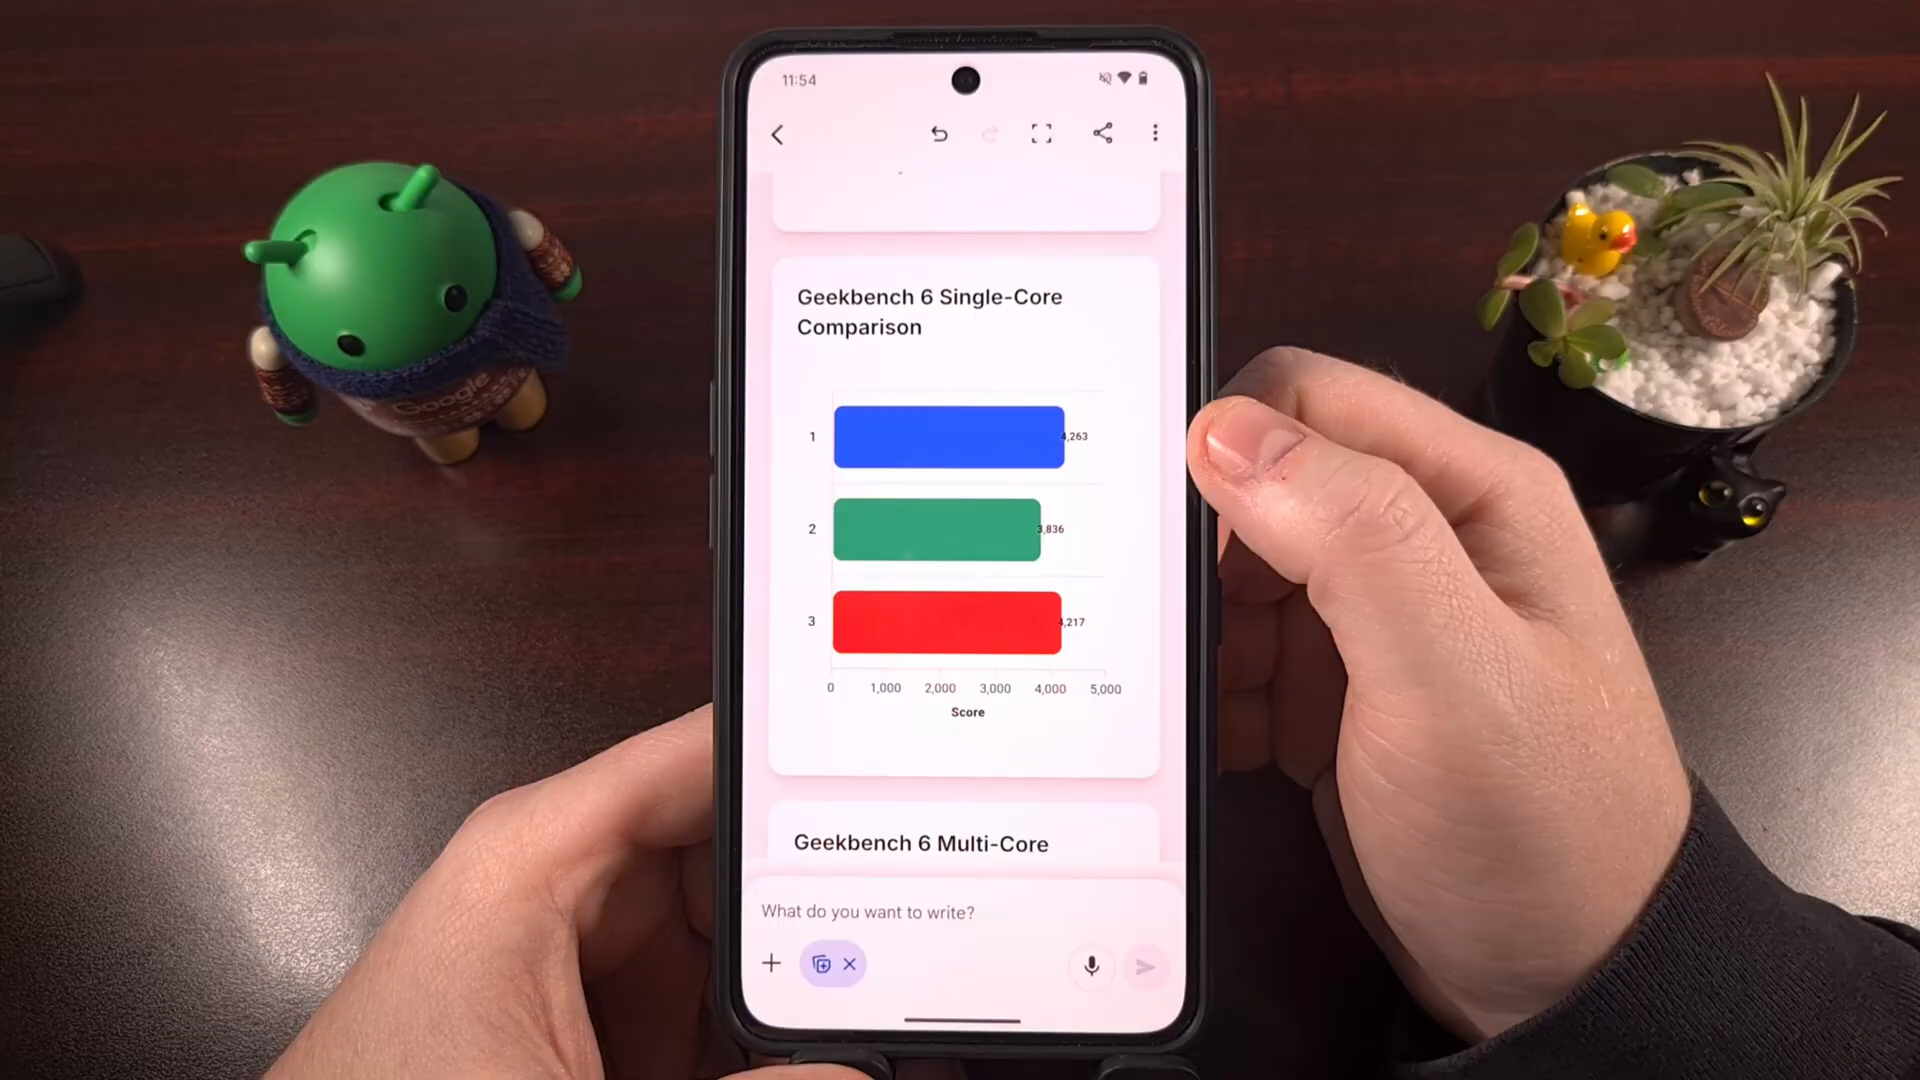 11:54
Geekbench 6 Single-Core
Comparison
1
4,263
2
3,836
3
4,217
0 1,000 2,000 3,000 4,000 5,000
Score
Geekbench 6 Multi-Core
What do you want to write?
Google